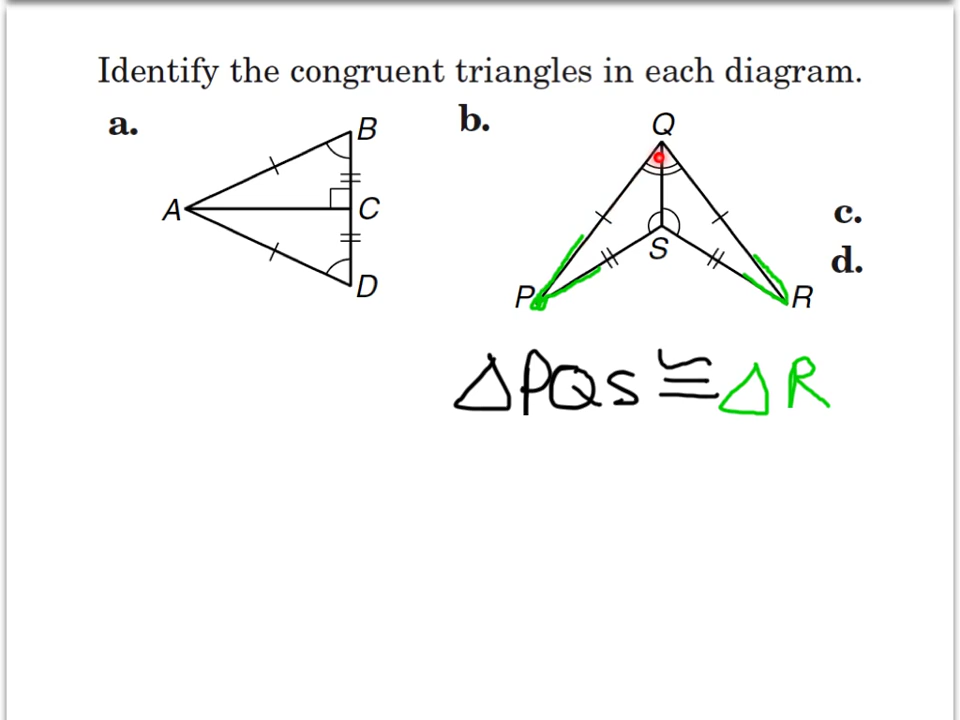 Identify the congruent triangles in each diagram.
a.
b.
B
A
C
D
Q
S
P
R
c.
d.
△PQS ≅ △R